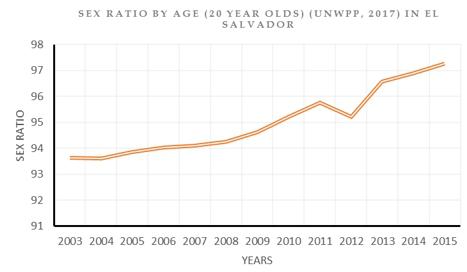 SEX RATIO BY AGE (20 YEAR OLDS) (UNWPP, 2017) IN EL
SALVADOR
98
97
96
95
94
93
92
91
SEX RATIO
2003 2004 2005 2006 2007 2008 2009 2010 2011 2012 2013 2014 2015
YEARS